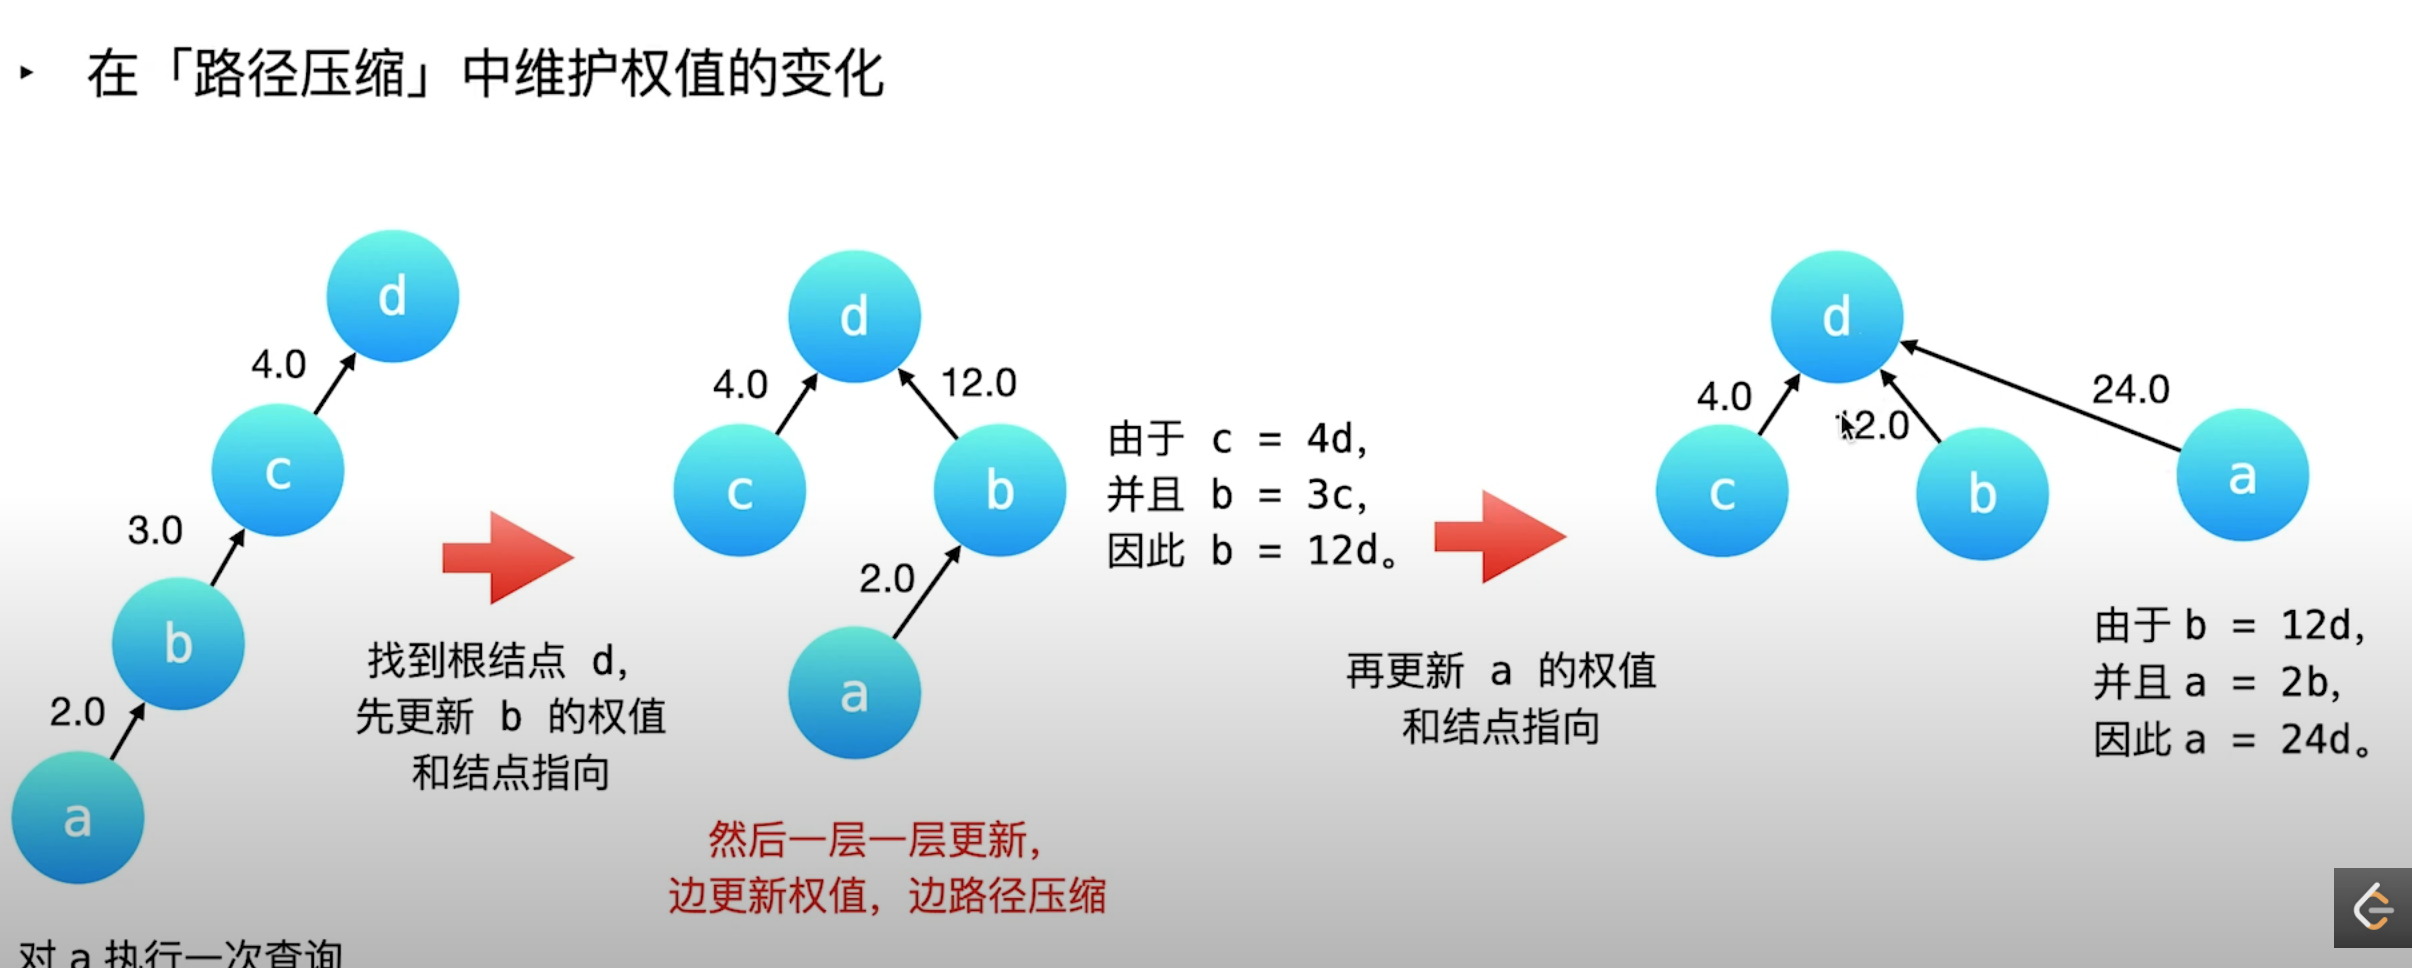 ▸ 在「路径压缩」中维护权值的变化
d
4.0
c
3.0
b
2.0
a
对 a 执行一次查询
找到根结点 d,
先更新 b 的权值
和结点指向
d
4.0
12.0
c
b
2.0
a
由于 c = 4d,
并且 b = 3c,
因此 b = 12d。
然后一层一层更新，
边更新权值，边路径压缩
再更新 a 的权值
和结点指向
d
4.0
12.0
24.0
c
b
a
由于 b = 12d,
并且 a = 2b,
因此 a = 24d。